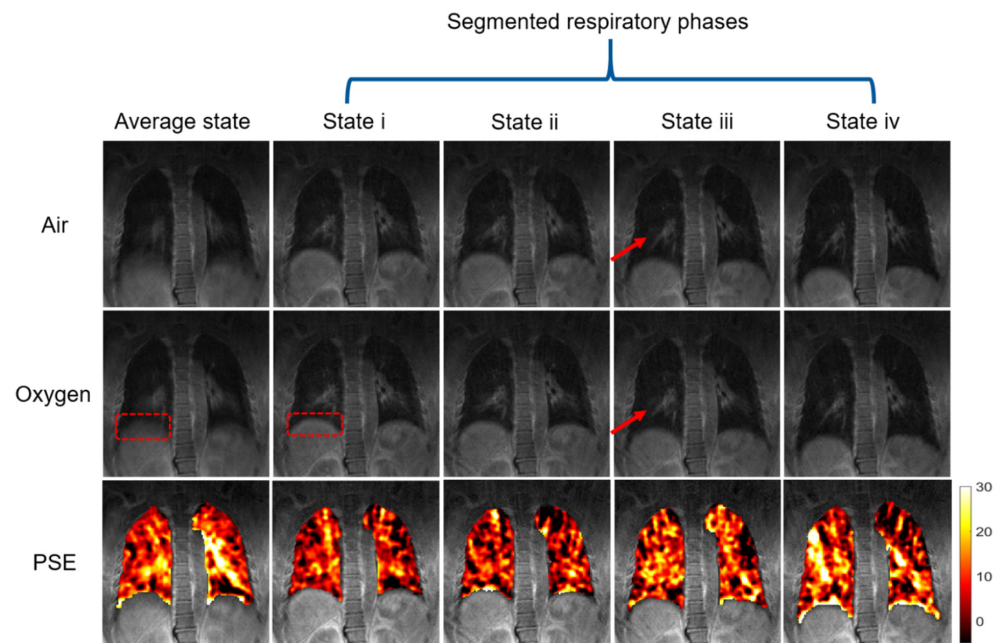 Segmented respiratory phases
Average state State i State ii State iii State iv
Air
Oxygen
PSE
30
20
10
0